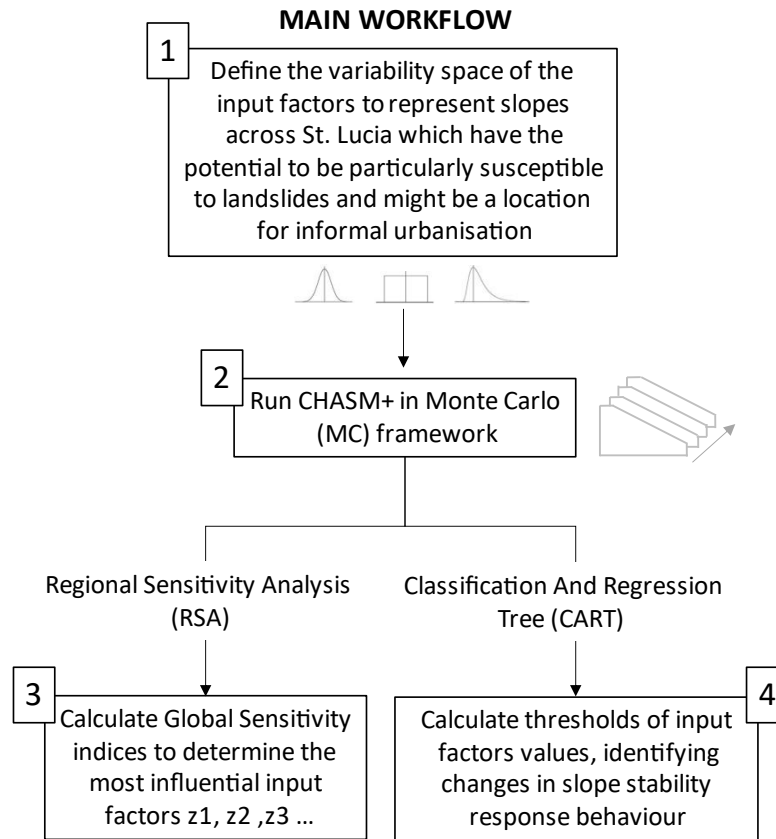 MAIN WORKFLOW
1
Define the variability space of the
input factors to represent slopes
across St. Lucia which have the
potential to be particularly susceptible
to landslides and might be a location
for informal urbanisation
2
Run CHASM+ in Monte Carlo
(MC) framework
Regional Sensitivity Analysis
(RSA)
Classification And Regression
Tree (CART)
3
Calculate Global Sensitivity
indices to determine the
most influential input
factors z1, z2 ,z3 ...
4
Calculate thresholds of input
factors values, identifying
changes in slope stability
response behaviour